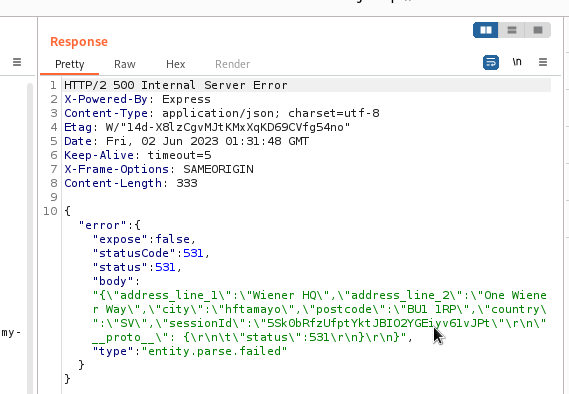 Response
Pretty Raw Hex Render
\n
1 HTTP/2 500 Internal Server Error
2 X-Powered-By: Express
3 Content-Type: application/json; charset=utf-8
4 Etag: W/"14d-X8lzCgvMJtKMxXqKD69CVfg54no"
5 Date: Fri, 02 Jun 2023 01:31:48 GMT
6 Keep-Alive: timeout=5
7 X-Frame-Options: SAMEORIGIN
8 Content-Length: 333
9
10 {
"error":{
"expose":false,
"statusCode":531,
"status":531,
"body":
"{\"address_line_1\":\"Wiener HQ\",\"address_line_2\":\"One Wiene
r Way\",\"city\":\"hftamayo\",\"postcode\":\"BU1 1RP\",\"country\
":\"SV\",\"sessionId\":\"5SkObRfzUfptYktJBIO2YGEiyv61vJPt\"\r\n\"
__proto__\": {\r\n\t\"status\":531\r\n}\r\n}",
"type":"entity.parse.failed"
}
}
my-